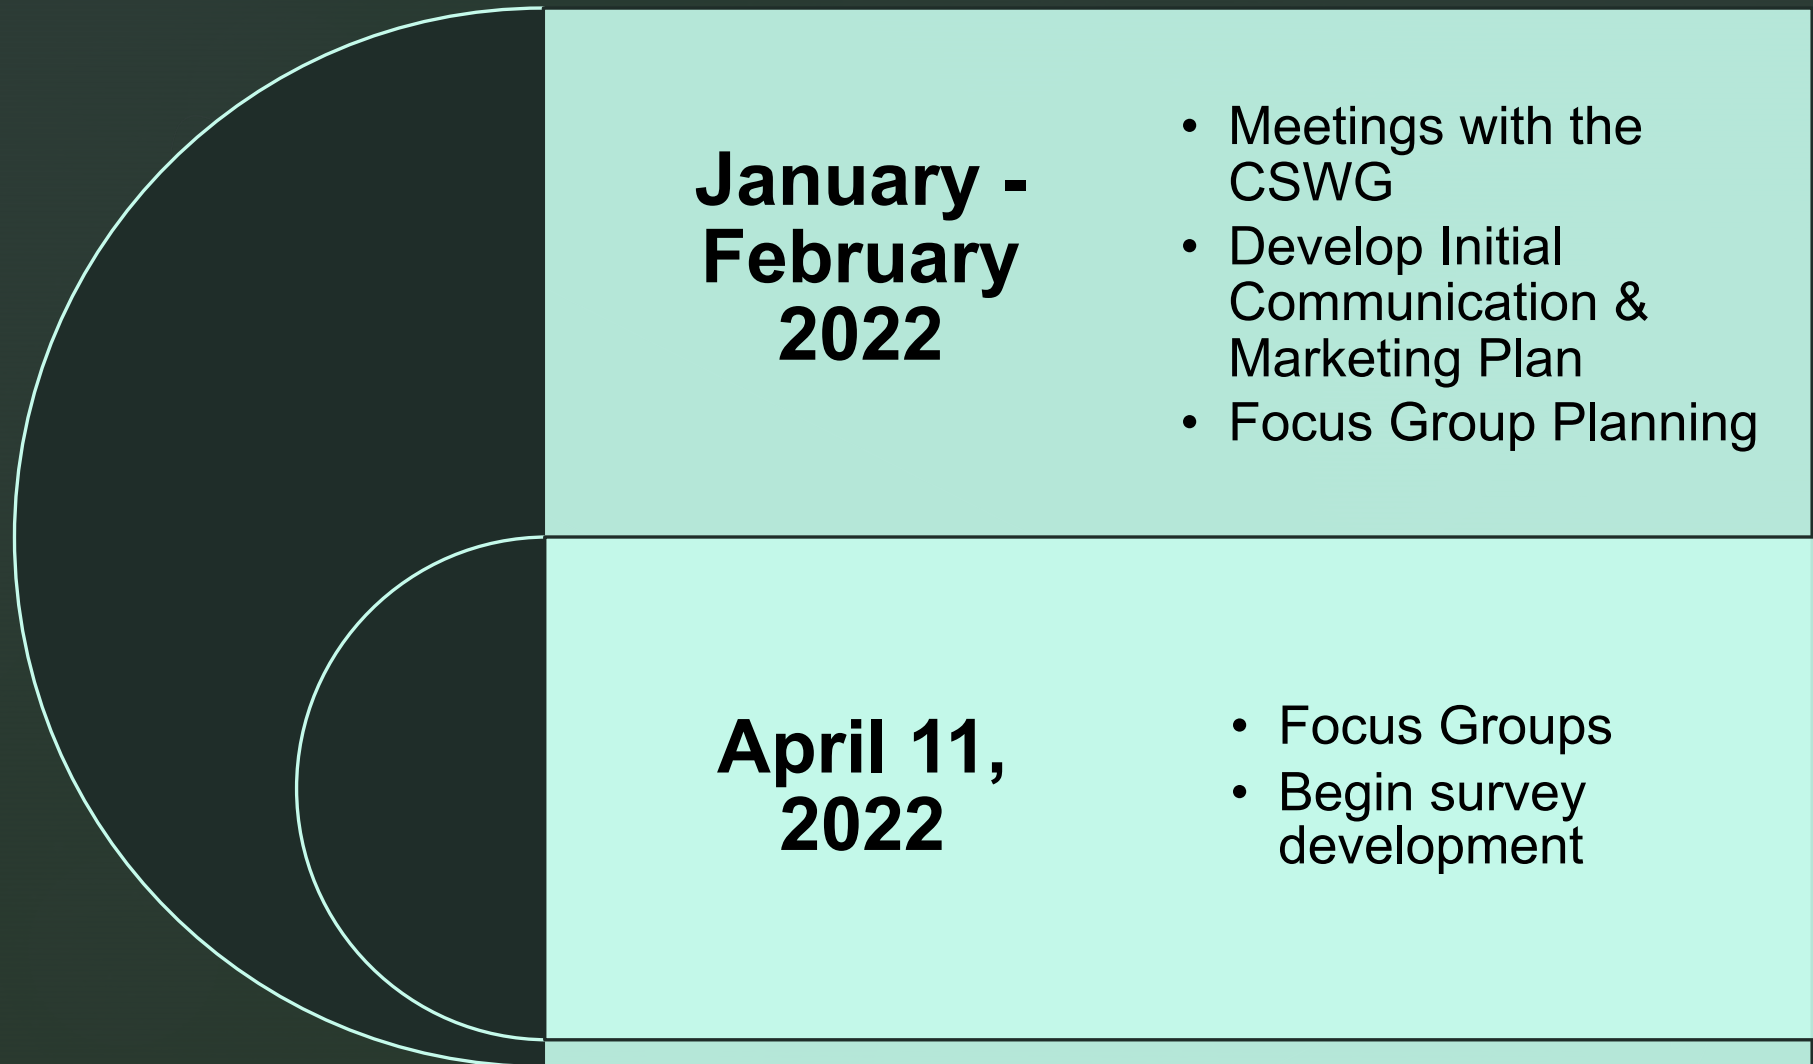 January -
February
2022
• Meetings with the
CSWG
• Develop Initial
Communication &
Marketing Plan
• Focus Group Planning
April 11,
2022
• Focus Groups
• Begin survey
development